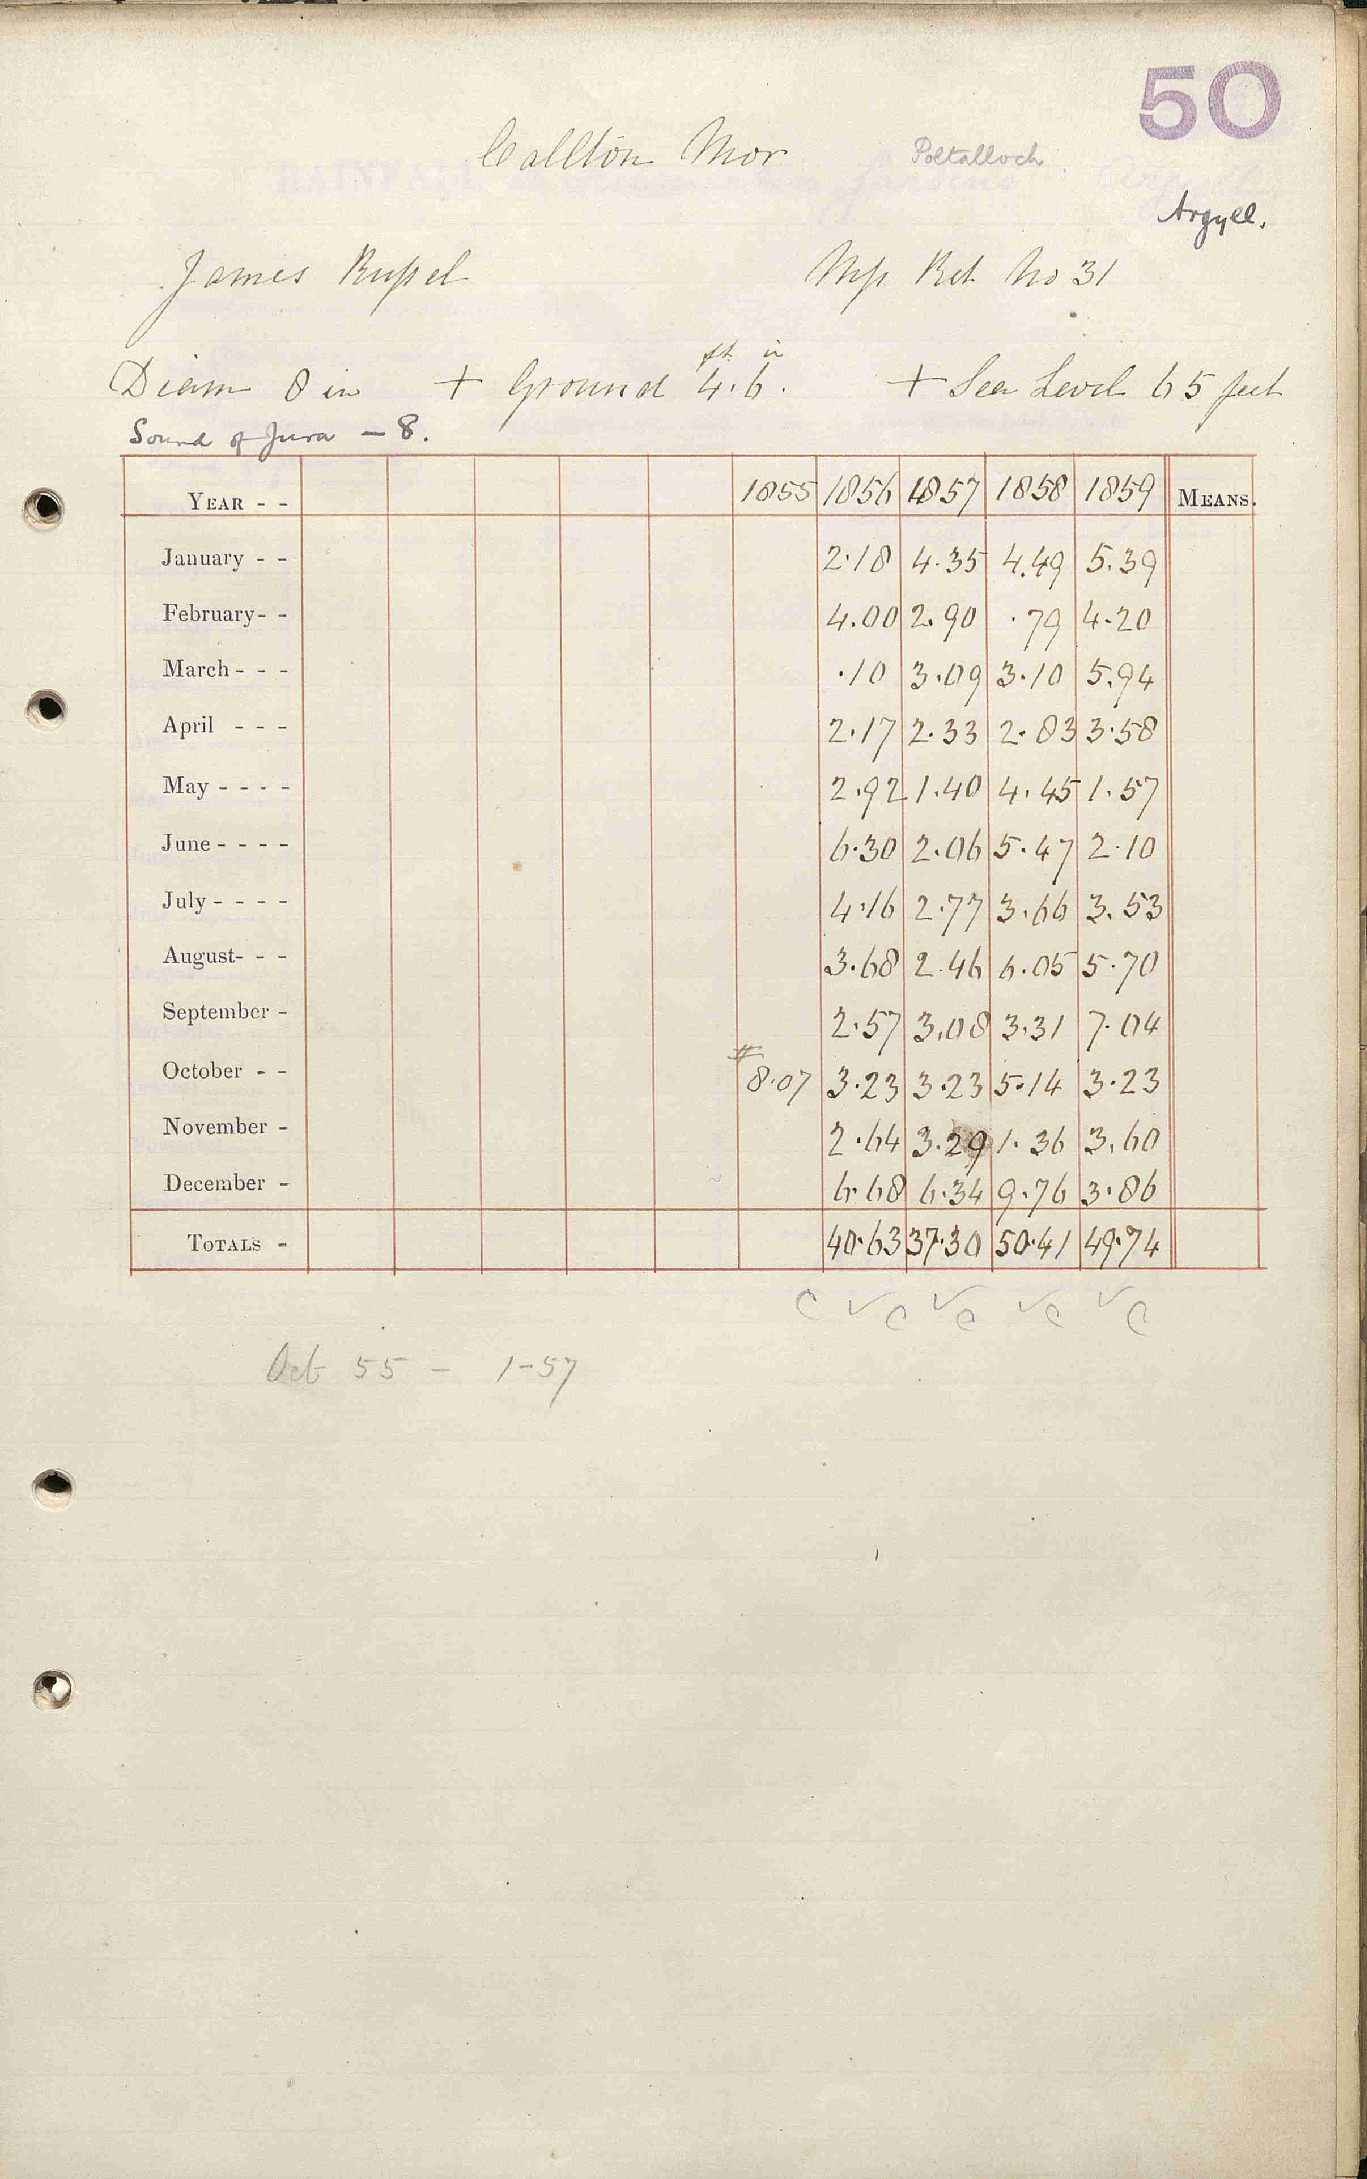 50
Callton Mor Poltalloch
Argyll.
James Rufsel Mss Ret No 31
ft in
Diam 8 in + Ground 4.6. + Sea Level 65 feet
Sound of Jura - 8.
YEAR - - 1855 1856 1857 1858 1859 MEANS.
January - - 2.18 4.35 4.49 5.39
February - - 4.00 2.90 .79 4.20
March - - - .10 3.09 3.10 5.94
April - - - 2.17 2.33 2.83 3.58
May - - - - 2.92 1.40 4.45 1.57
June - - - - 6.30 2.06 5.47 2.10
July - - - - 4.16 2.77 3.66 3.53
August- - - 3.68 2.46 6.05 5.70
September - 2.57 3.08 3.31 7.04
October - - #8.07 3.23 3.23 5.14 3.23
November - 2.64 3.29 1.36 3.60
December - 6.68 6.34 9.76 3.86
TOTALS - 40.63 37.30 50.41 49.74
C ✓ C ✓ C ✓ C ✓ C
Oct 55 - 1-57